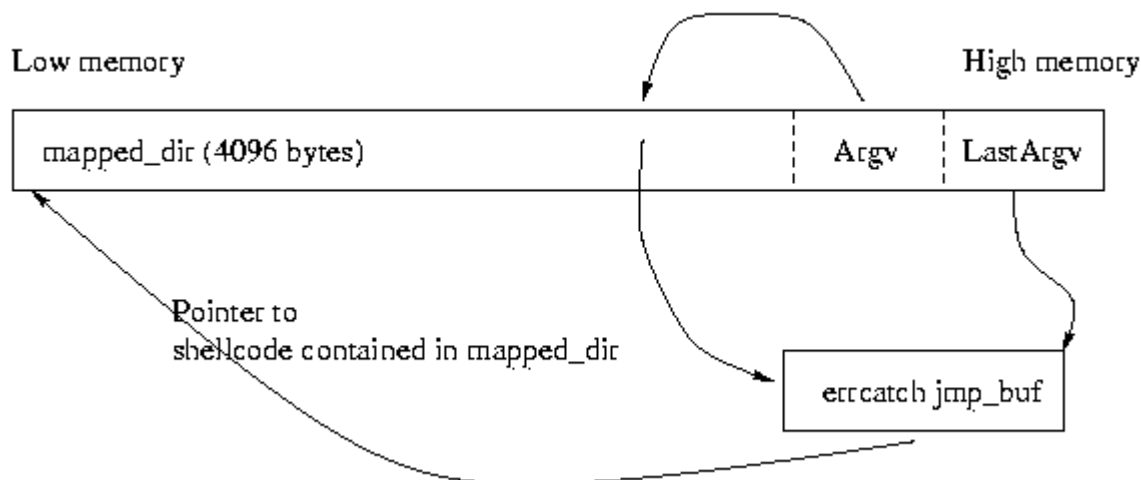 Low memory
High memory
mapped_dir (4096 bytes)
Argv
LastArgv
Pointer to
shellcode contained in mapped_dir
errcatch jmp_buf